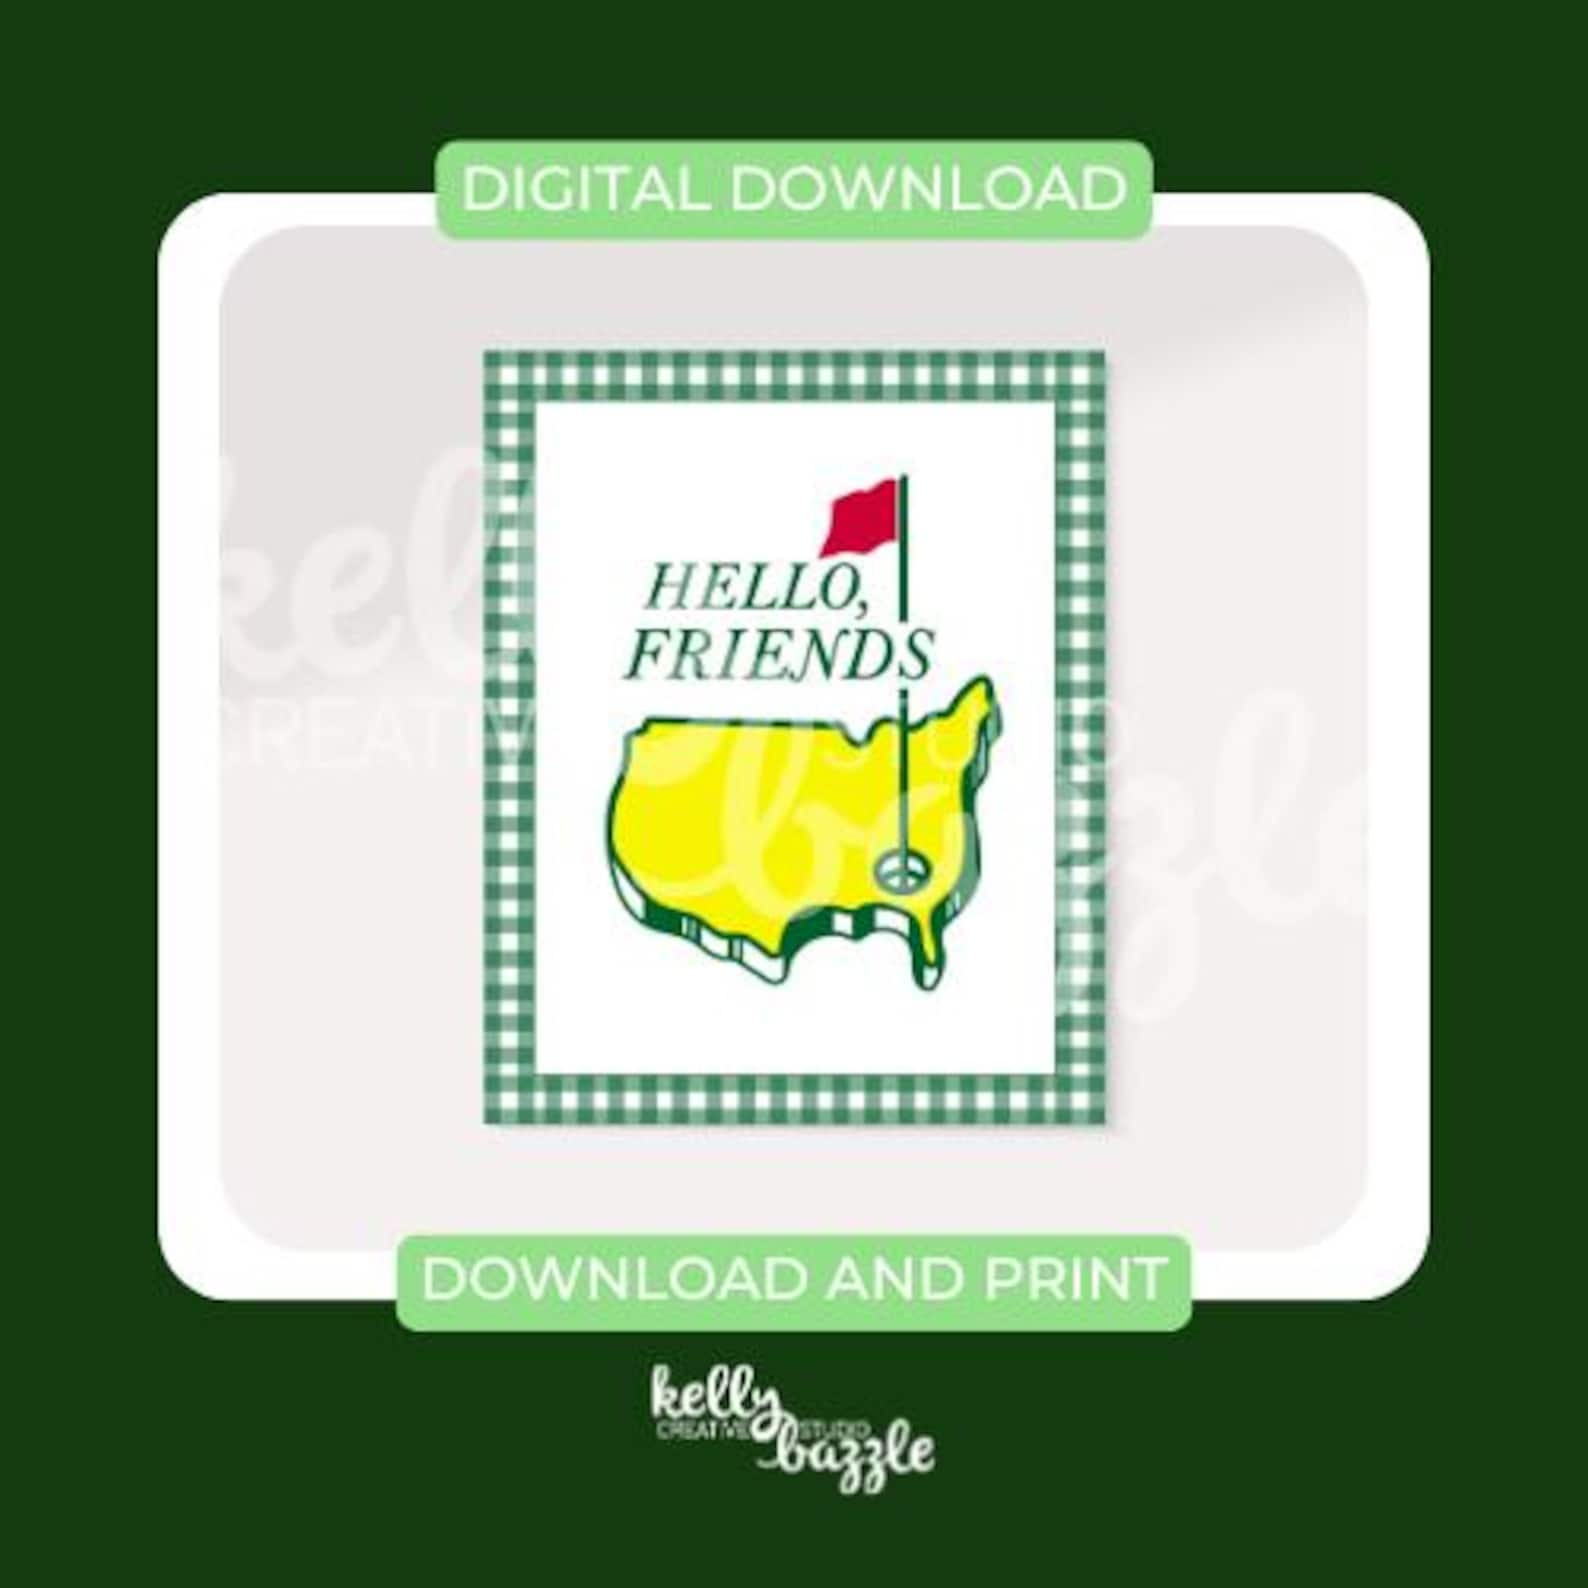 DIGITAL DOWNLOAD
HELLO,
FRIENDS
kelly
CREATIVE STUDIO
bazzle
DOWNLOAD AND PRINT
kelly
CREATIVE STUDIO
bazzle